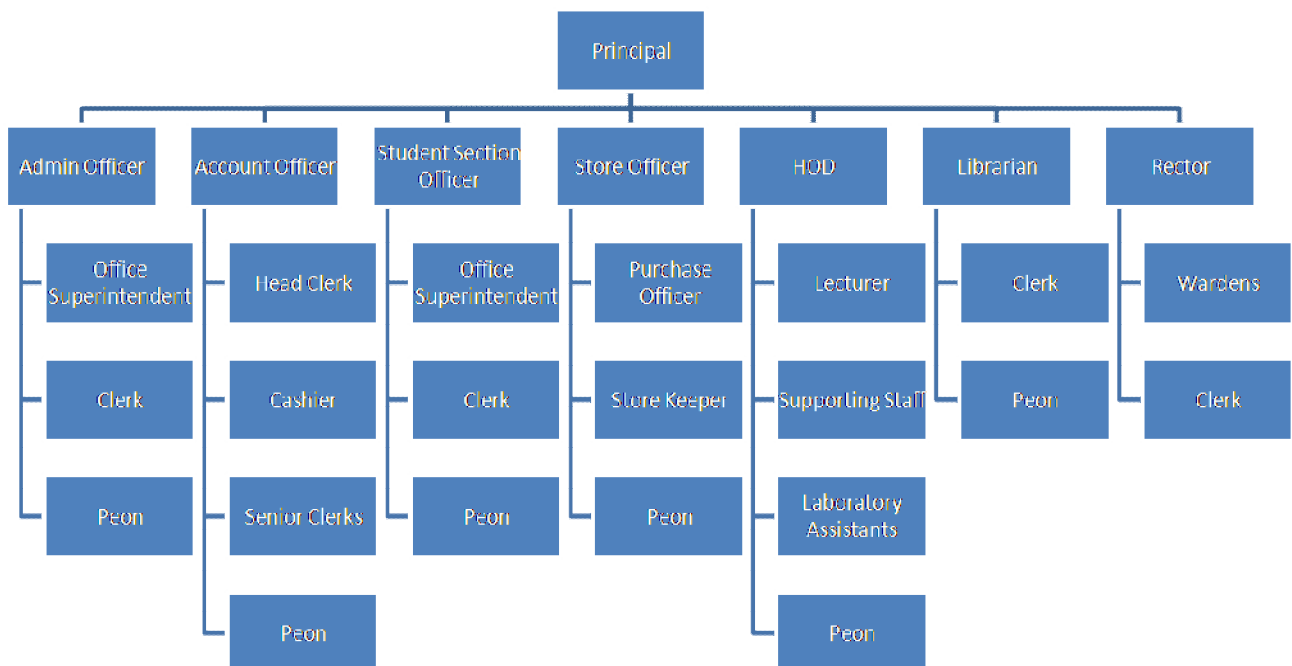 Principal
Admin Officer
Account Officer
Student Section
Officer
Store Officer
HOD
Librarian
Rector
Office
Superintendent
Head Clerk
Office
Superintendent
Purchase
Officer
Lecturer
Clerk
Wardens
Clerk
Cashier
Clerk
Store Keeper
Supporting Staff
Peon
Clerk
Peon
Senior Clerks
Peon
Peon
Laboratory
Assistants
Peon
Peon